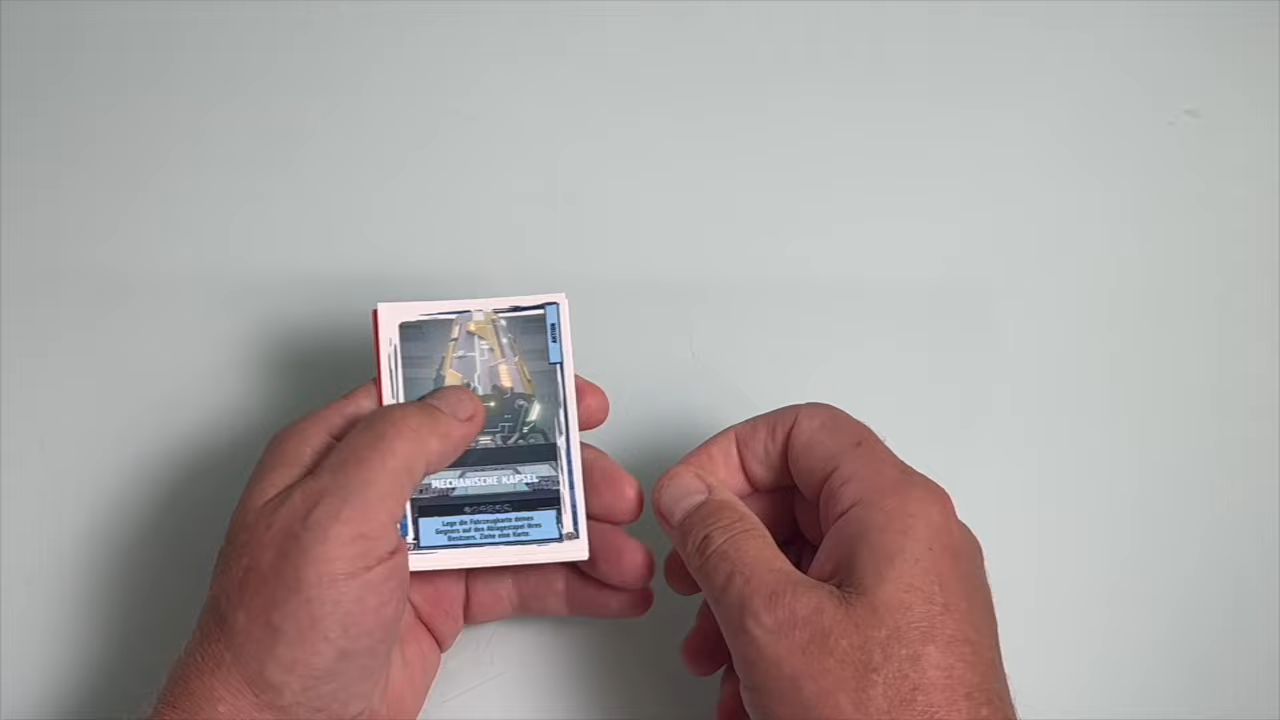 AKTION
MECHANISCHE KAPSEL
Lege die Fahrzeugkarte deines
Gegners auf den Ablagestapel ihres
Besitzers. Ziehe eine Karte.